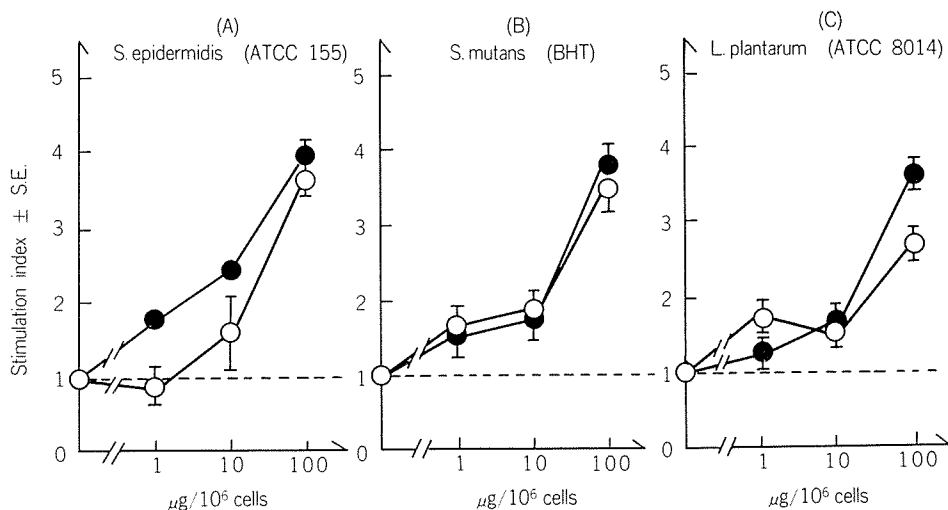 (A)
S. epidermidis (ATCC 155)
(B)
S. mutans (BHT)
(C)
L. plantarum (ATCC 8014)
Stimulation index ± S.E.
5
4
3
2
1
0
1 10 100
μg/10⁶ cells
5
4
3
2
1
0
1 10 100
μg/10⁶ cells
5
4
3
2
1
0
1 10 100
μg/10⁶ cells